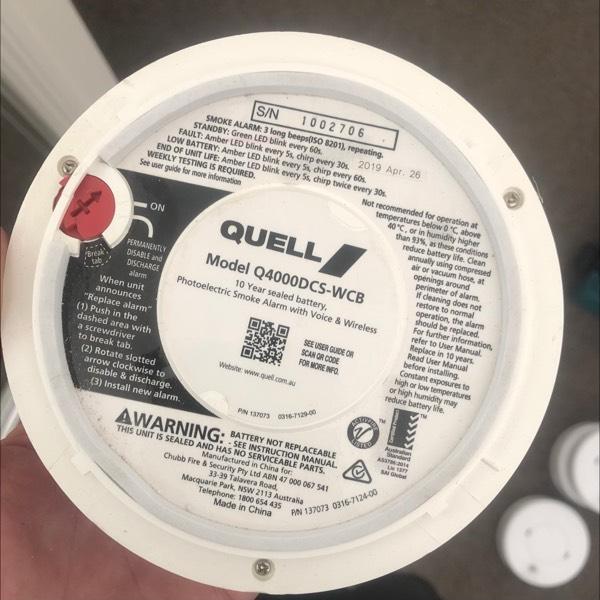 S/N 1002706
SMOKE ALARM: 3 long beeps(ISO 8201), repeating.
STANDBY: Green LED blink every 60s.
FAULT: Amber LED blink every 5s, chirp every 30s.
2019 Apr. 26
LOW BATTERY: Amber LED blink every 5s, chirp every 30s.
END OF UNIT LIFE: Amber LED blink every 5s, chirp twice every 30s.
WEEKLY TESTING IS REQUIRED.
See user guide for more information
ON
PERMANENTLY
DISABLE and
DISCHARGE
alarm
Break
tab
When unit
announces
"Replace alarm"
(1) Push in the
dashed area with
a screwdriver
to break tab.
(2) Rotate slotted
arrow clockwise to
disable & discharge.
(3) Install new alarm.
QUELL
Model Q4000DCS-WCB
10 Year sealed battery,
Photoelectric Smoke Alarm with Voice & Wireless
SEE USER GUIDE OR
SCAN QR CODE
FOR MORE INFO.
Website: www.quell.com.au
P/N 137073 0316-7129-00
Not recommended for operation at
temperatures below 0 °C, above
40 °C, or in humidity higher
than 93%, as these conditions
reduce battery life. Clean
annually using compressed
air or vacuum hose, at
openings around
perimeter of alarm.
If cleaning does not
restore to normal
operation, the alarm
should be replaced.
For further information,
refer to User Manual.
Replace in 10 years.
Read User Manual
before installing.
Constant exposures to
high or low temperatures
or high humidity may
reduce battery life.
WARNING: BATTERY NOT REPLACEABLE
- SEE INSTRUCTION MANUAL.
THIS UNIT IS SEALED AND HAS NO SERVICEABLE PARTS.
Manufactured in China for:
Chubb Fire & Security Pty Ltd ABN 47 000 067 541
33-39 Talavera Road,
Macquarie Park, NSW 2113 Australia
Telephone: 1800 654 435
Made in China
P/N 137073 0316-7124-00
TM
TM
Australian
Standard
AS3786:2014
Lic 1377
SAI Global